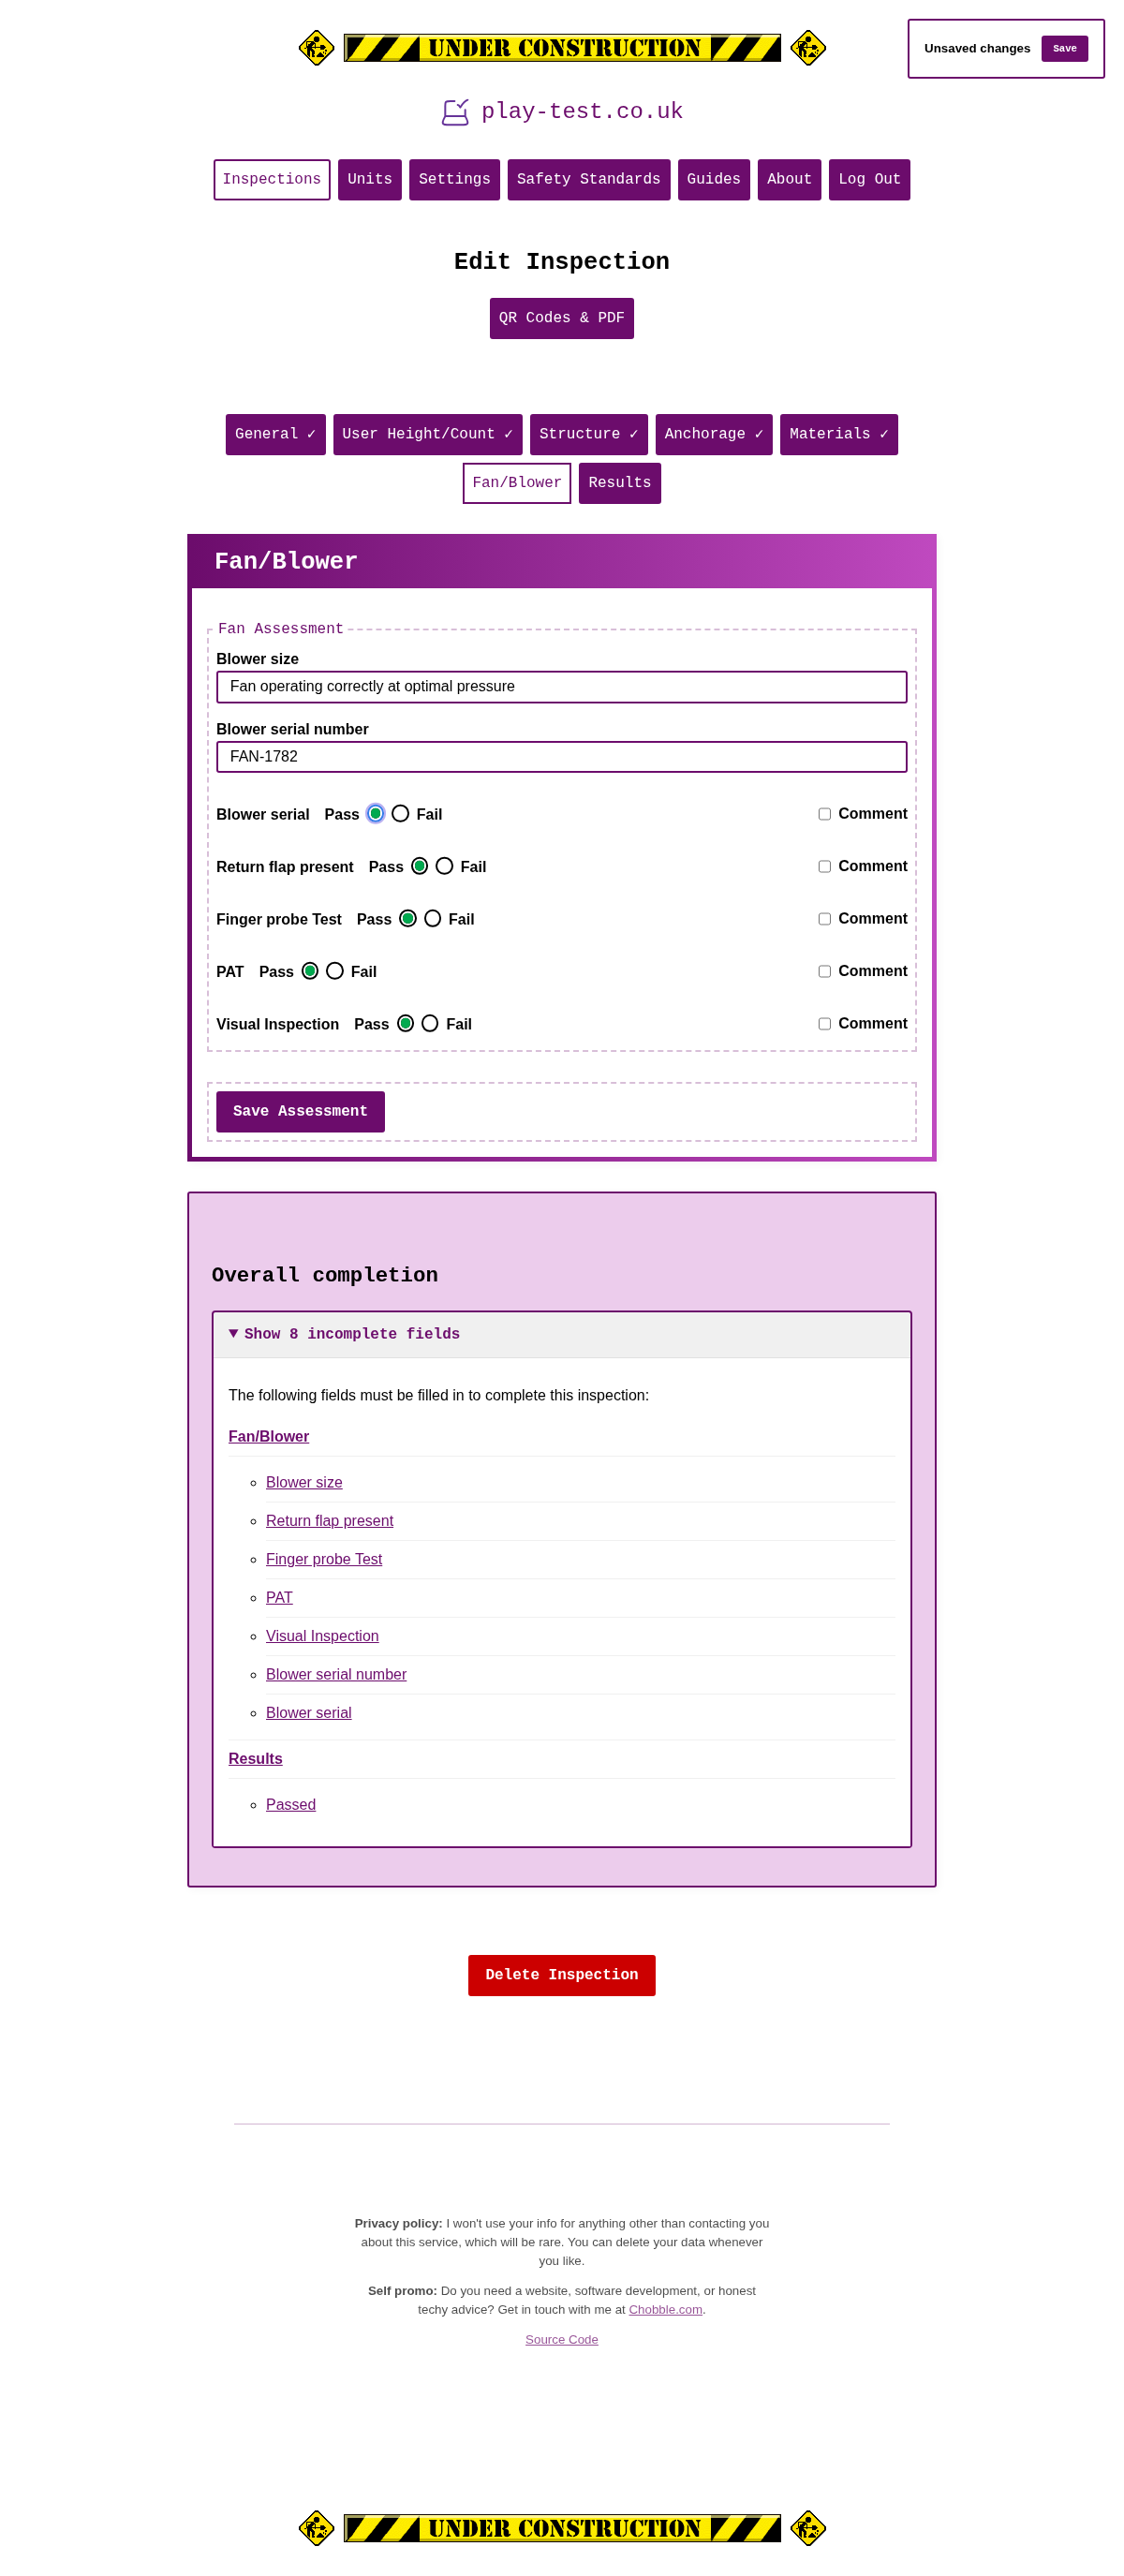 UNDER CONSTRUCTION
Unsaved changes Save
play-test.co.uk
Inspections Units Settings Safety Standards Guides About Log Out
Edit Inspection
QR Codes & PDF
General ✓ User Height/Count ✓ Structure ✓ Anchorage ✓ Materials ✓
Fan/Blower Results
Fan/Blower
Fan Assessment
Blower size
Fan operating correctly at optimal pressure
Blower serial number
FAN-1782
Blower serial Pass Fail Comment
Return flap present Pass Fail Comment
Finger probe Test Pass Fail Comment
PAT Pass Fail Comment
Visual Inspection Pass Fail Comment
Save Assessment
Overall completion
▼ Show 8 incomplete fields
The following fields must be filled in to complete this inspection:
Fan/Blower
Blower size
Return flap present
Finger probe Test
PAT
Visual Inspection
Blower serial number
Blower serial
Results
Passed
Delete Inspection
Privacy policy: I won't use your info for anything other than contacting you
about this service, which will be rare. You can delete your data whenever
you like.
Self promo: Do you need a website, software development, or honest
techy advice? Get in touch with me at Chobble.com.
Source Code
UNDER CONSTRUCTION